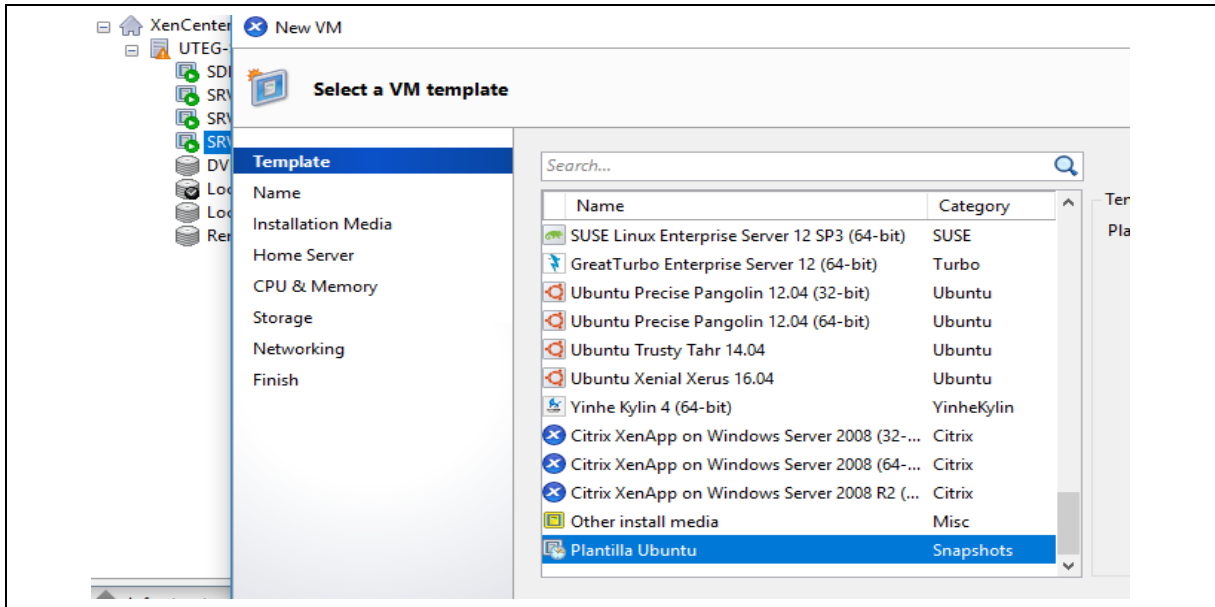 XenCenter
New VM
UTEG-
SDI
SRV
Select a VM template
SRV
SRV
DV
Template
Search...
Loc
Name
Name
Category
Ter
Loc
Installation Media
SUSE Linux Enterprise Server 12 SP3 (64-bit) SUSE
Pla
Rer
Home Server
GreatTurbo Enterprise Server 12 (64-bit) Turbo
CPU & Memory
Ubuntu Precise Pangolin 12.04 (32-bit) Ubuntu
Storage
Ubuntu Precise Pangolin 12.04 (64-bit) Ubuntu
Networking
Ubuntu Trusty Tahr 14.04 Ubuntu
Finish
Ubuntu Xenial Xerus 16.04 Ubuntu
Yinhe Kylin 4 (64-bit) YinheKylin
Citrix XenApp on Windows Server 2008 (32-... Citrix
Citrix XenApp on Windows Server 2008 (64-... Citrix
Citrix XenApp on Windows Server 2008 R2 (... Citrix
Other install media Misc
Plantilla Ubuntu Snapshots